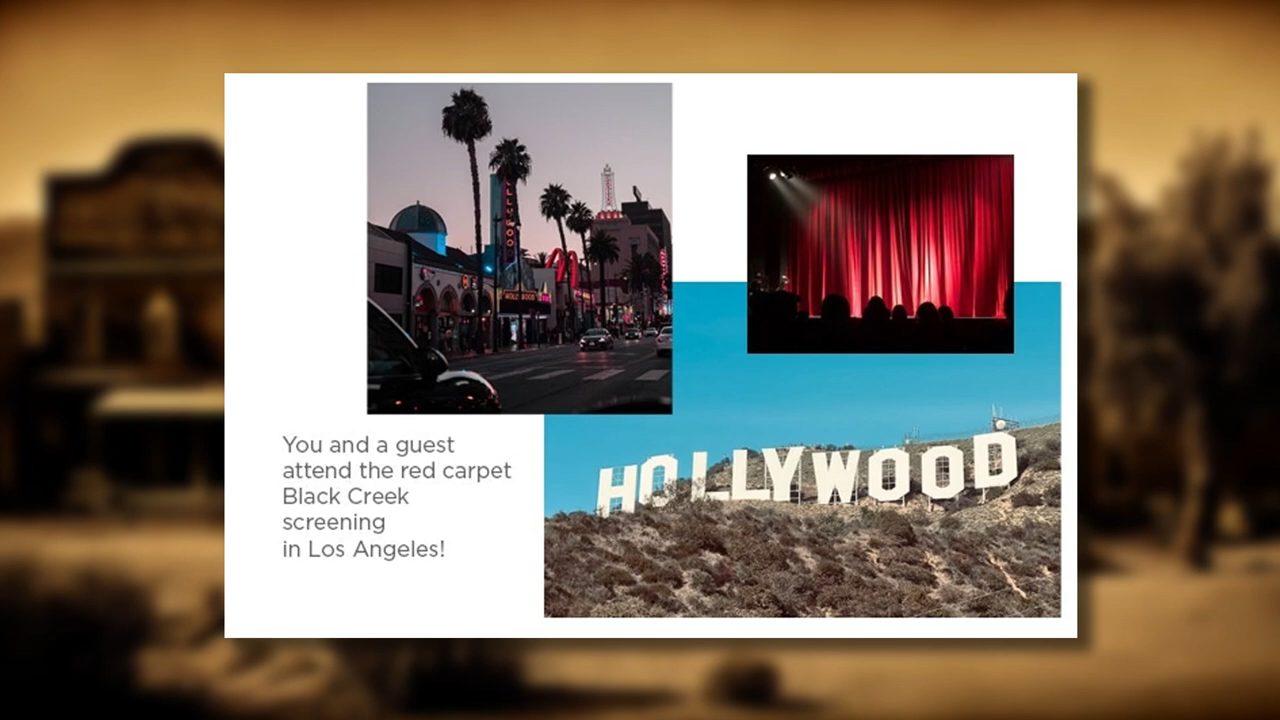 You and a guest
attend the red carpet
Black Creek
screening
in Los Angeles!
HOLLYWOOD